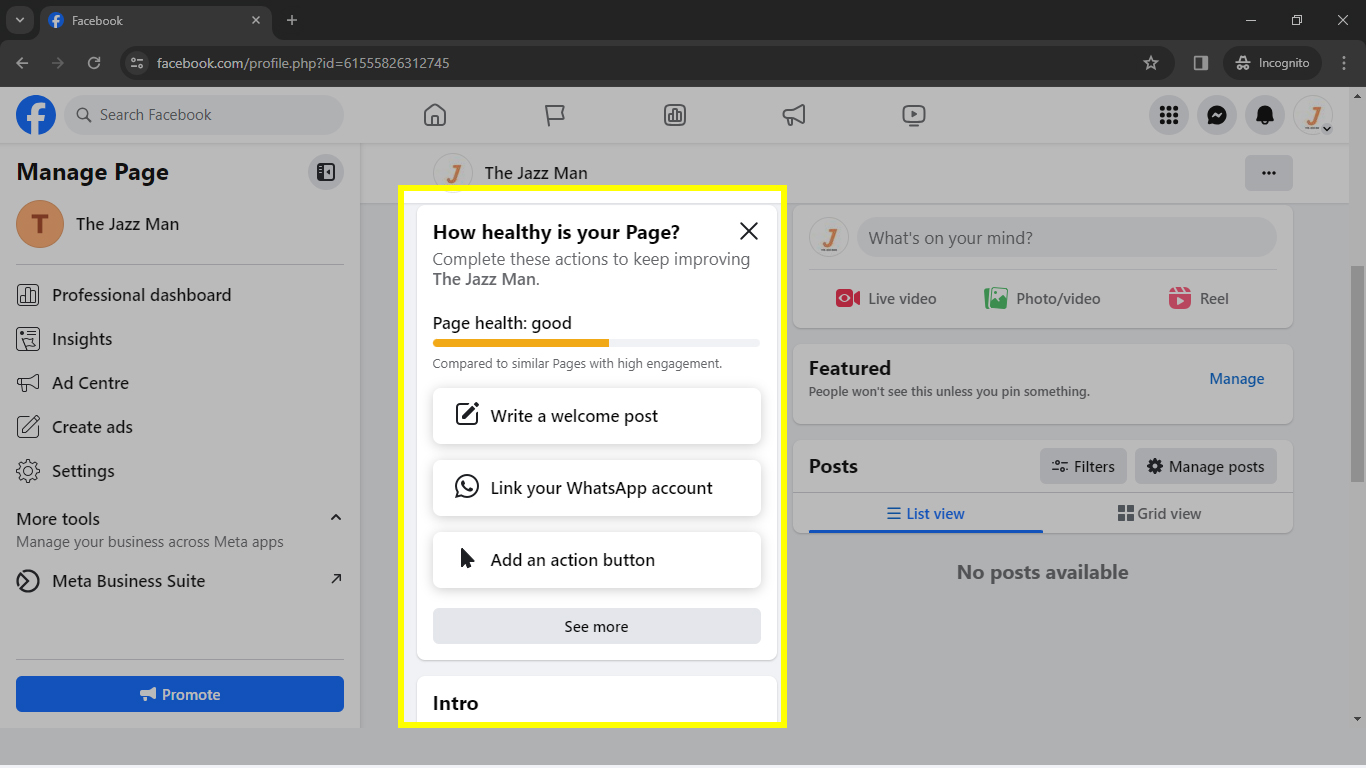 Facebook
facebook.com/profile.php?id=61555826312745
Incognito
Search Facebook
J
Manage Page
T
The Jazz Man
Professional dashboard
Insights
Ad Centre
Create ads
Settings
More tools
Manage your business across Meta apps
Meta Business Suite
Promote
J
The Jazz Man
How healthy is your Page?
Complete these actions to keep improving
The Jazz Man.
Page health: good
Compared to similar Pages with high engagement.
Write a welcome post
Link your WhatsApp account
Add an action button
See more
Intro
J
What's on your mind?
Live video
Photo/video
Reel
Featured
People won't see this unless you pin something.
Manage
Posts
Filters
Manage posts
List view
Grid view
No posts available